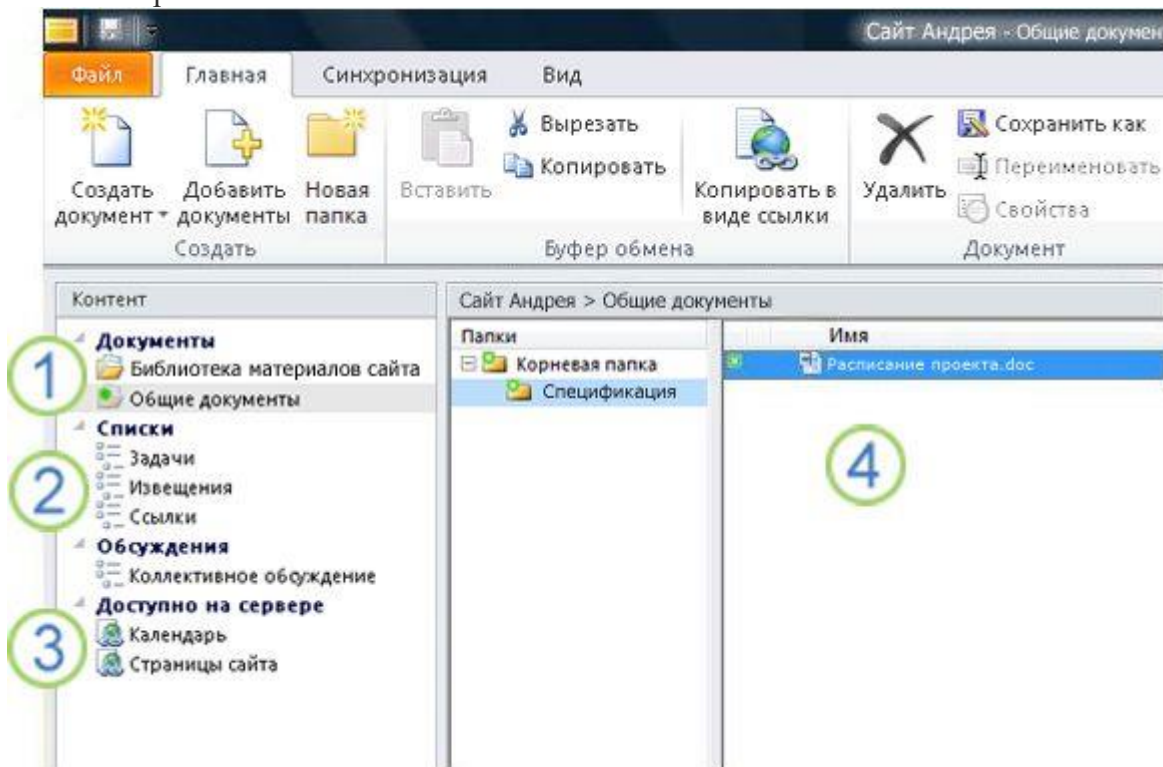 Сайт Андрея - Общие докумен
Файл Главная Синхронизация Вид
Создать документ
Добавить документы
Новая папка
Вставить
Вырезать
Копировать
Копировать в виде ссылки
Удалить
Сохранить как
Переименовать
Свойства
Создать
Буфер обмена
Документ
Контент
Документы
Библиотека материалов сайта
Общие документы
Списки
Задачи
Извещения
Ссылки
Обсуждения
Коллективное обсуждение
Доступно на сервере
Календарь
Страницы сайта
1
2
3
Сайт Андрея > Общие документы
Папки
Корневая папка
Спецификация
Имя
Расписание проекта.doc
4